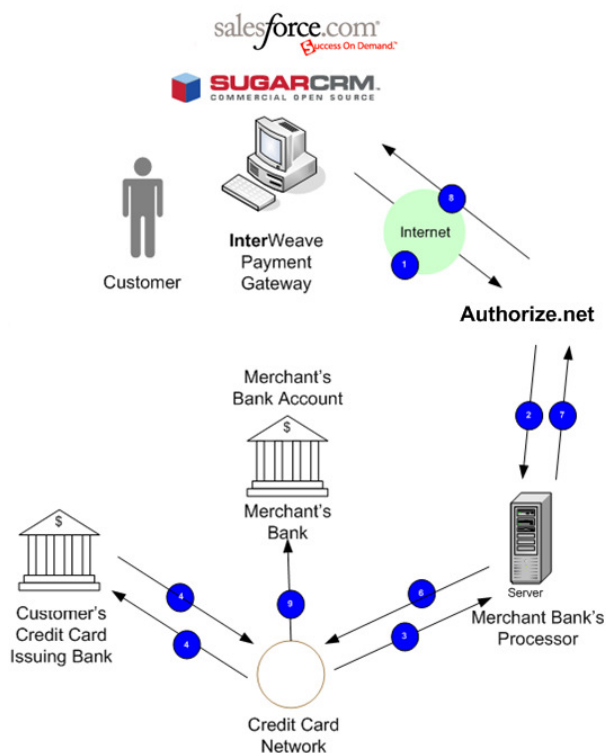 salesforce.com®
Success On Demand.™
SUGARCRM™
COMMERCIAL OPEN SOURCE
Customer
InterWeave
Payment
Gateway
Internet
8
1
Authorize.net
2
7
Merchant's
Bank Account
$
Merchant's
Bank
$
Customer's
Credit Card
Issuing Bank
4
4
9
6
3
Server
Merchant Bank's
Processor
Credit Card
Network